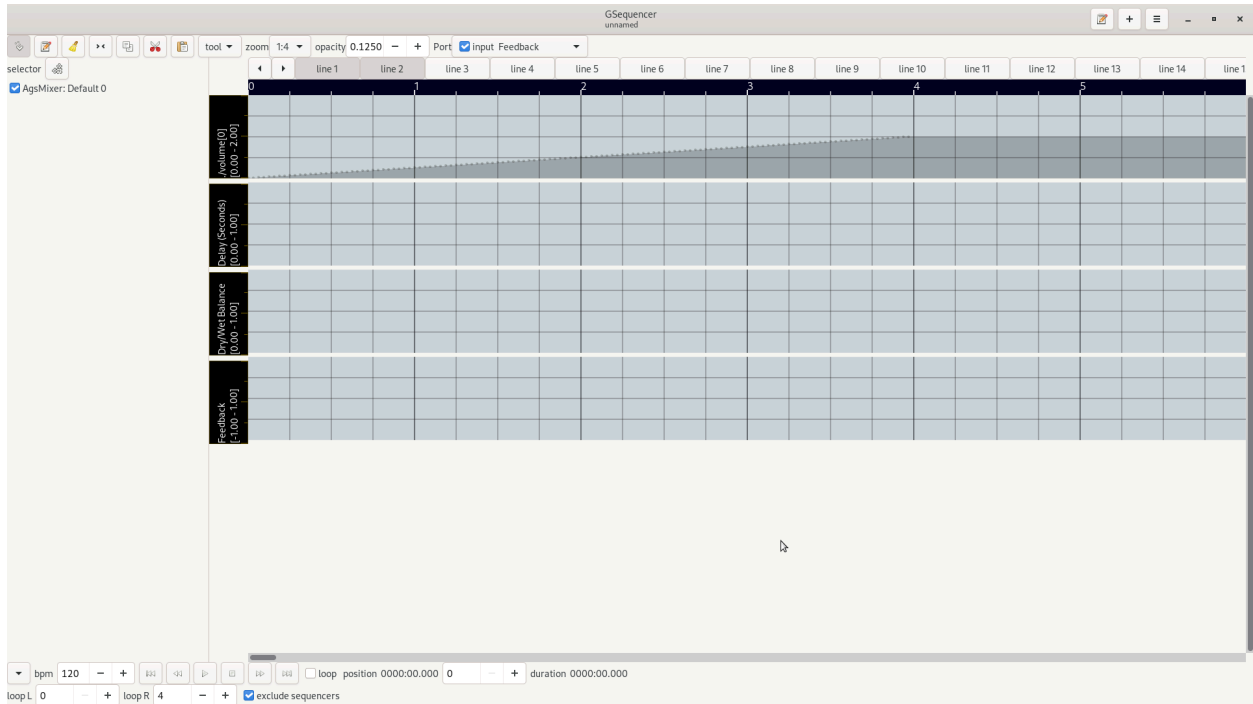 GSequencer
unnamed
tool zoom 1:4 opacity 0.1250 − + Port input Feedback
selector line 1 line 2 line 3 line 4 line 5 line 6 line 7 line 8 line 9 line 10 line 11 line 12 line 13 line 14 line 1
AgsMixer: Default 0
0 1 2 3 4 5
./volume[0]
[0.00 - 2.00]
Delay (Seconds)
[0.00 - 1.00]
Dry/Wet Balance
[0.00 - 1.00]
Feedback
[-1.00 - 1.00]
bpm 120 − + loop position 0000:00.000 0 − + duration 0000:00.000
loop L 0 − + loop R 4 − + exclude sequencers